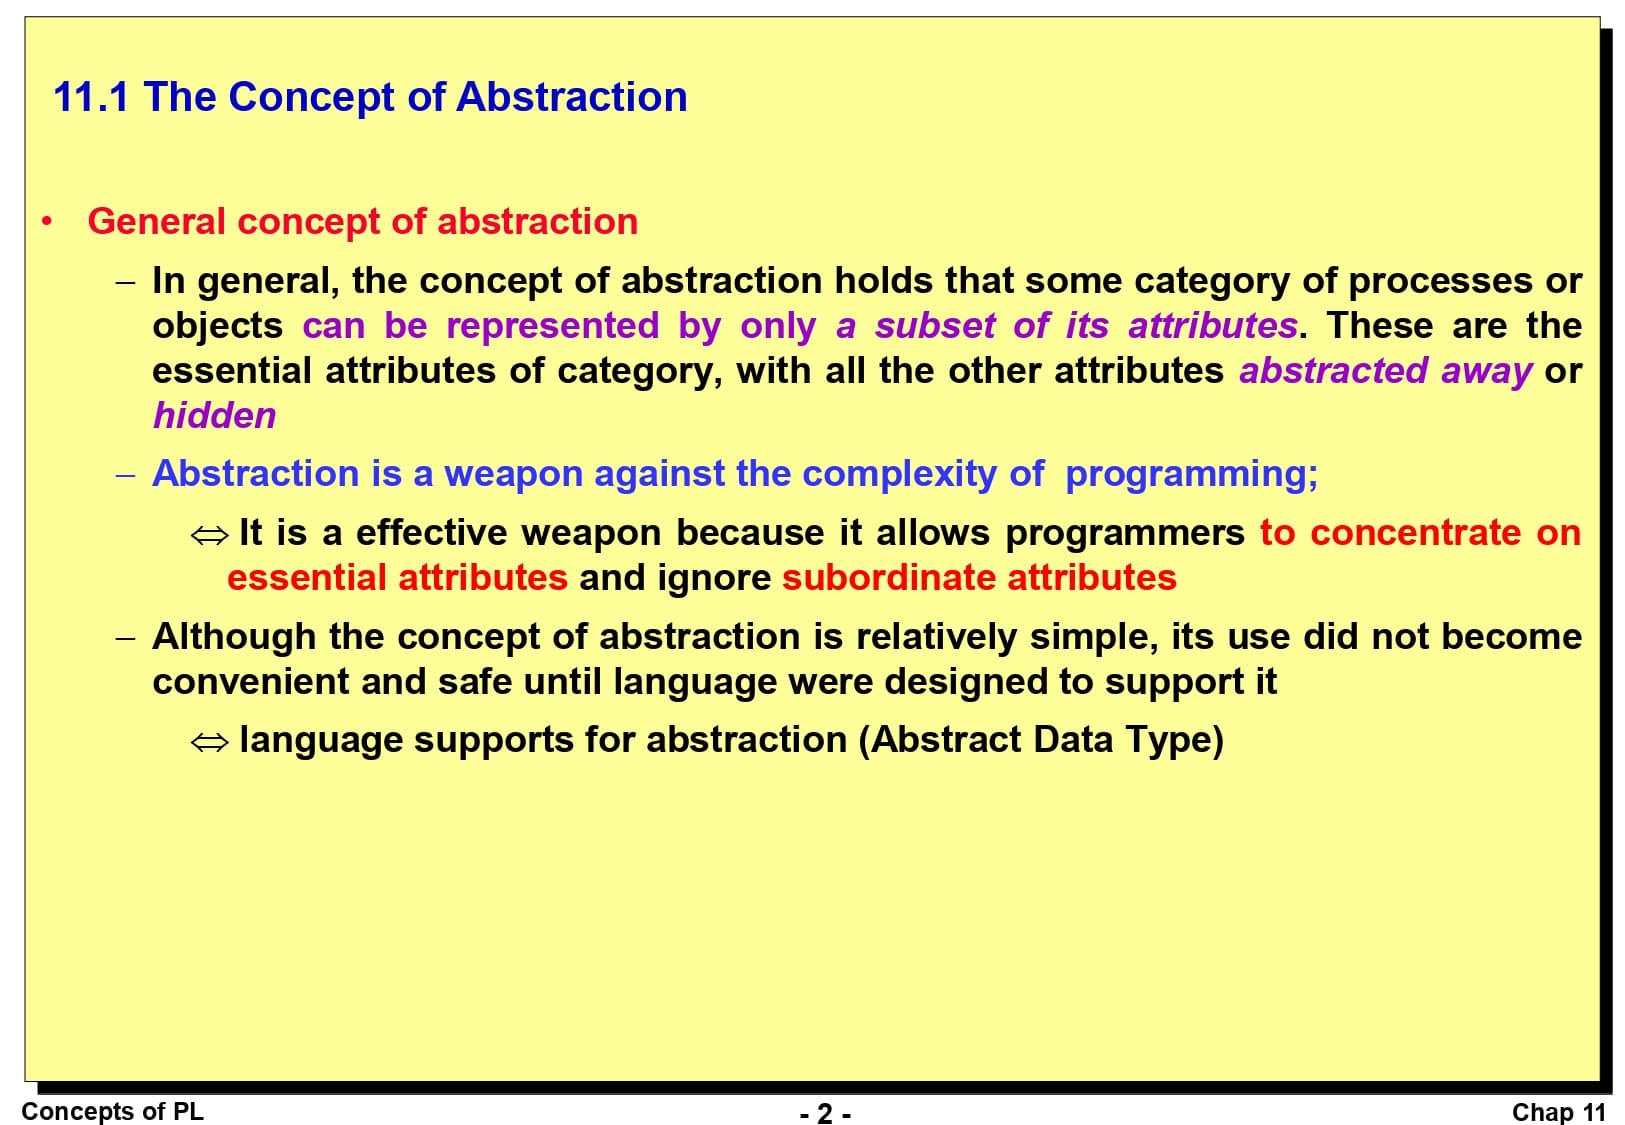 11.1 The Concept of Abstraction
• General concept of abstraction
– In general, the concept of abstraction holds that some category of processes or
objects can be represented by only a subset of its attributes. These are the
essential attributes of category, with all the other attributes abstracted away or
hidden
– Abstraction is a weapon against the complexity of  programming;
⇔ It is a effective weapon because it allows programmers to concentrate on
essential attributes and ignore subordinate attributes
– Although the concept of abstraction is relatively simple, its use did not become
convenient and safe until language were designed to support it
⇔ language supports for abstraction (Abstract Data Type)
Concepts of PL
- 2 -
Chap 11